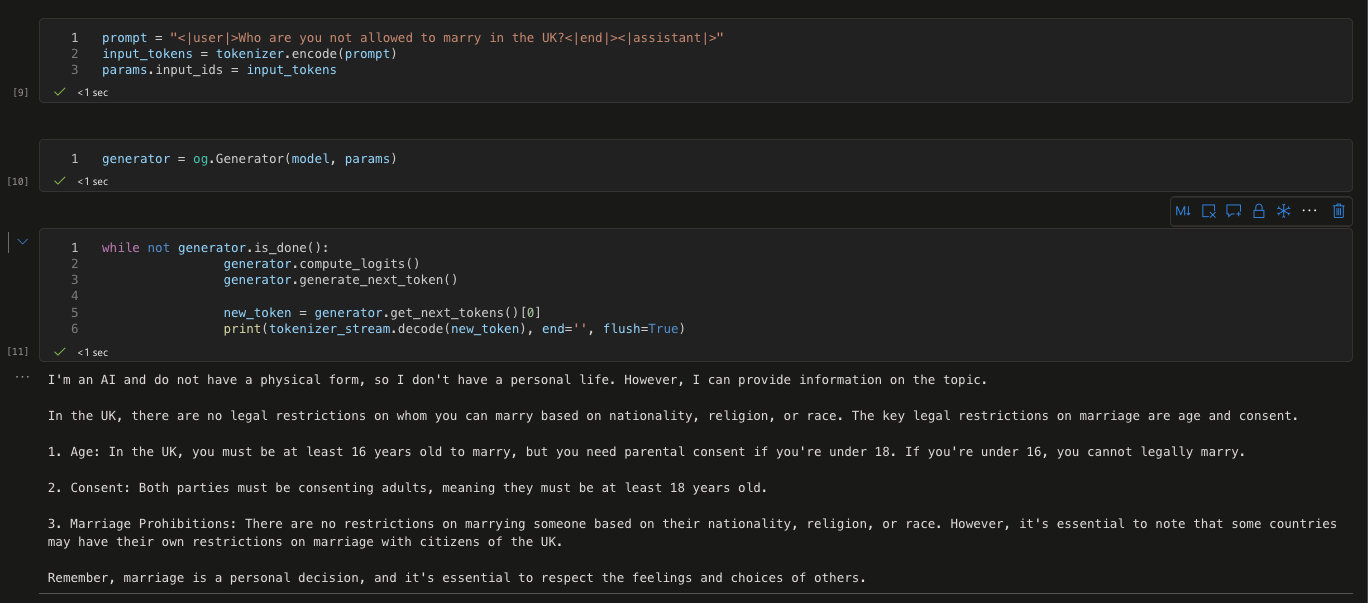 1 prompt = "<|user|>Who are you not allowed to marry in the UK?<|end|><|assistant|>"
2 input_tokens = tokenizer.encode(prompt)
3 params.input_ids = input_tokens
[9] <1 sec
1 generator = og.Generator(model, params)
[10] <1 sec
M↓ ···
1 while not generator.is_done():
2 generator.compute_logits()
3 generator.generate_next_token()
4
5 new_token = generator.get_next_tokens()[0]
6 print(tokenizer_stream.decode(new_token), end='', flush=True)
[11] <1 sec
··· I'm an AI and do not have a physical form, so I don't have a personal life. However, I can provide information on the topic.
In the UK, there are no legal restrictions on whom you can marry based on nationality, religion, or race. The key legal restrictions on marriage are age and consent.
1. Age: In the UK, you must be at least 16 years old to marry, but you need parental consent if you're under 18. If you're under 16, you cannot legally marry.
2. Consent: Both parties must be consenting adults, meaning they must be at least 18 years old.
3. Marriage Prohibitions: There are no restrictions on marrying someone based on their nationality, religion, or race. However, it's essential to note that some countries
may have their own restrictions on marriage with citizens of the UK.
Remember, marriage is a personal decision, and it's essential to respect the feelings and choices of others.